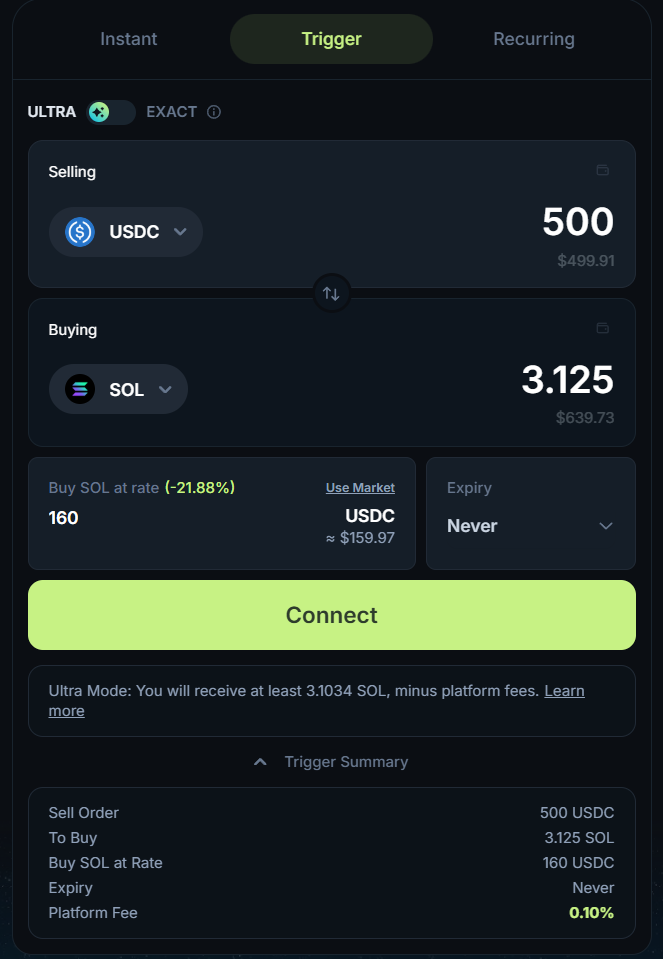 Instant Trigger Recurring
ULTRA EXACT
Selling
USDC 500
$499.91
Buying
SOL 3.125
$639.73
Buy SOL at rate (-21.88%) Use Market
160 USDC
≈ $159.97
Expiry
Never
Connect
Ultra Mode: You will receive at least 3.1034 SOL, minus platform fees. Learn
more
Trigger Summary
Sell Order 500 USDC
To Buy 3.125 SOL
Buy SOL at Rate 160 USDC
Expiry Never
Platform Fee 0.10%